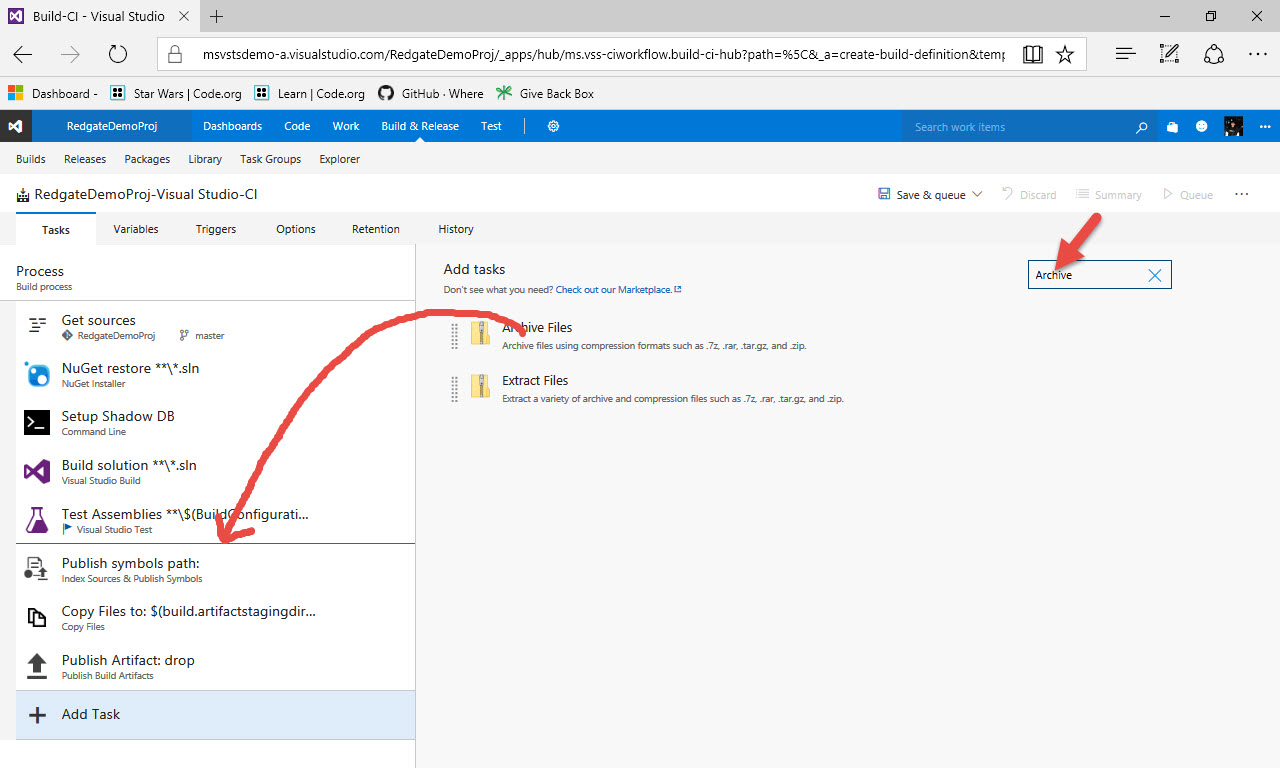 Build-CI - Visual Studio
msvstsdemo-a.visualstudio.com/RedgateDemoProj/_apps/hub/ms.vss-ciworkflow.build-ci-hub?path=%5C&_a=create-build-definition&temp
Dashboard - Star Wars | Code.org Learn | Code.org GitHub · Where Give Back Box
RedgateDemoProj Dashboards Code Work Build & Release Test Search work items
Builds Releases Packages Library Task Groups Explorer
RedgateDemoProj-Visual Studio-CI Save & queue Discard Summary Queue
Tasks Variables Triggers Options Retention History
Process
Build process
Get sources
RedgateDemoProj master
NuGet restore **\*.sln
NuGet Installer
Setup Shadow DB
Command Line
Build solution **\*.sln
Visual Studio Build
Test Assemblies **\$(BuildConfigurati...
Visual Studio Test
Publish symbols path:
Index Sources & Publish Symbols
Copy Files to: $(build.artifactstagingdir...
Copy Files
Publish Artifact: drop
Publish Build Artifacts
Add Task
Add tasks
Don't see what you need? Check out our Marketplace.
Archive
Archive Files
Archive files using compression formats such as .7z, .rar, .tar.gz, and .zip.
Extract Files
Extract a variety of archive and compression files such as .7z, .rar, .tar.gz, and .zip.